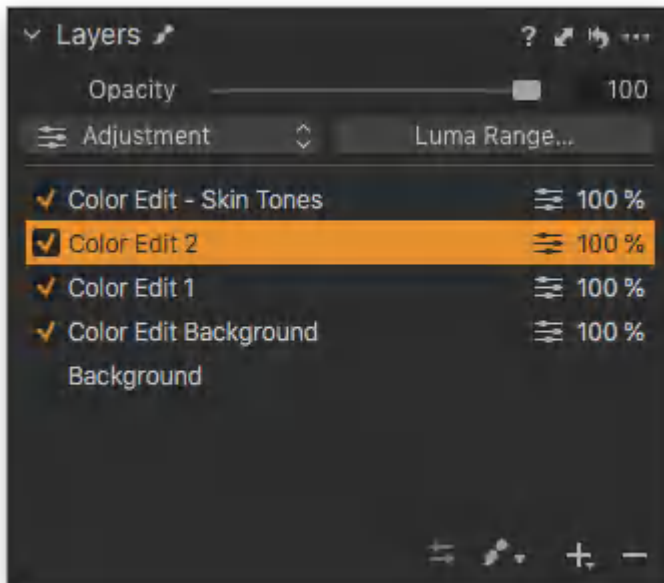 Layers ?
Opacity 100
Adjustment Luma Range...
Color Edit - Skin Tones 100 %
Color Edit 2 100 %
Color Edit 1 100 %
Color Edit Background 100 %
Background